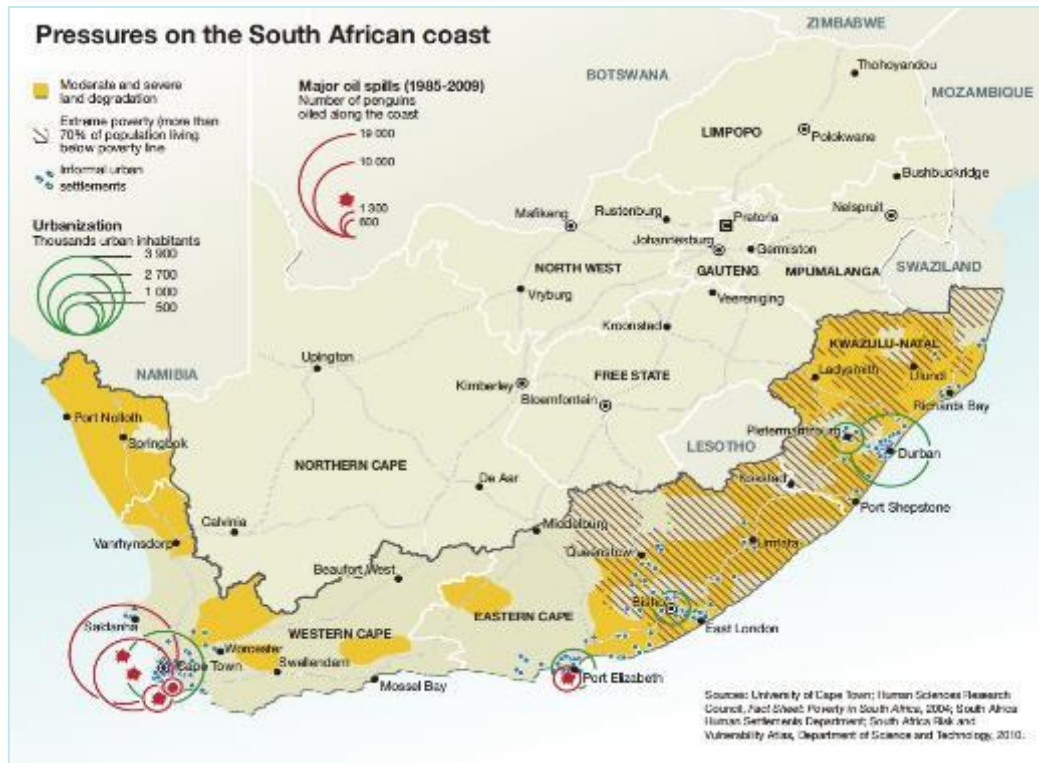 Pressures on the South African coast
Moderate and severe
land degradation
Extreme poverty (more than
70% of population living
below poverty line
Informal urban
settlements
Urbanization
Thousands urban inhabitants
3 900
2 700
1 000
500
Major oil spills (1985-2009)
Number of penguins
oiled along the coast
19 000
10 000
1 300
600
ZIMBABWE
BOTSWANA
MOZAMBIQUE
Thohoyandou
LIMPOPO
Polokwane
Bushbuckridge
Mafikeng
Rustenburg
Pretoria
Nelspruit
Johannesburg
Germiston
NORTH WEST
GAUTENG
MPUMALANGA
SWAZILAND
Vryburg
Vereeniging
Kroonstad
KWAZULU-NATAL
NAMIBIA
Upington
Kimberley
FREE STATE
Ladysmith
Ulundi
Bloemfontein
Richards Bay
Port Nolloth
Springbok
LESOTHO
Pietermaritzburg
Durban
NORTHERN CAPE
De Aar
Kokstad
Port Shepstone
Calvinia
Middelburg
Vanrhynsdorp
Queenstow
Umtata
Beaufort West
EASTERN CAPE
Bisho
East London
Saldanha
WESTERN CAPE
Worcester
Cape Town
Swellendam
Mossel Bay
Port Elizabeth
Sources: University of Cape Town; Human Sciences Research
Council, Fact Sheet: Poverty in South Africa, 2004; South Africa
Human Settlements Department; South Africa Risk and
Vulnerability Atlas, Department of Science and Technology, 2010.